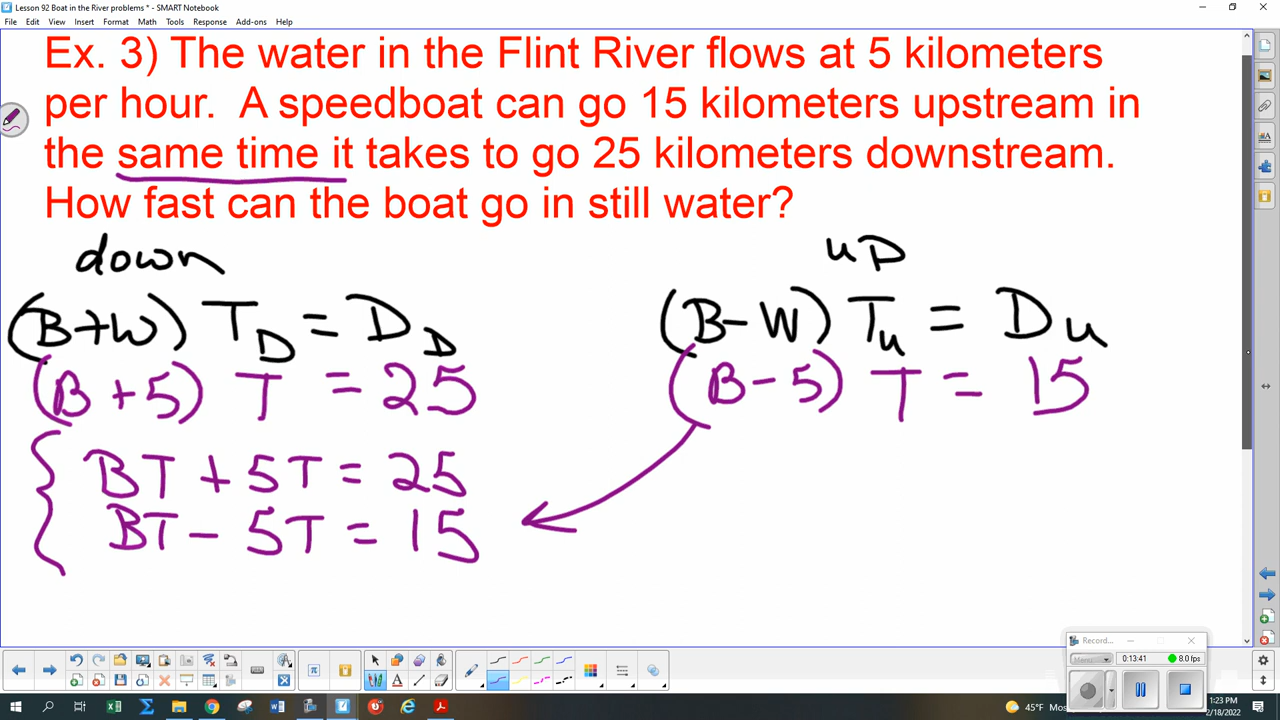 Lesson 92 Boat in the River problems * - SMART Notebook
File Edit View Insert Format Math Tools Response Add-ons Help
Ex. 3) The water in the Flint River flows at 5 kilometers
per hour. A speedboat can go 15 kilometers upstream in
the same time it takes to go 25 kilometers downstream.
How fast can the boat go in still water?
down
up
(B+W) T_D = D_D
(B-W) T_u = D_u
(B+5) T = 25
(B-5) T = 15
BT + 5T = 25
BT - 5T = 15
Record...
0:13:41
8.0 fps
45°F
1:23 PM
2/18/2022